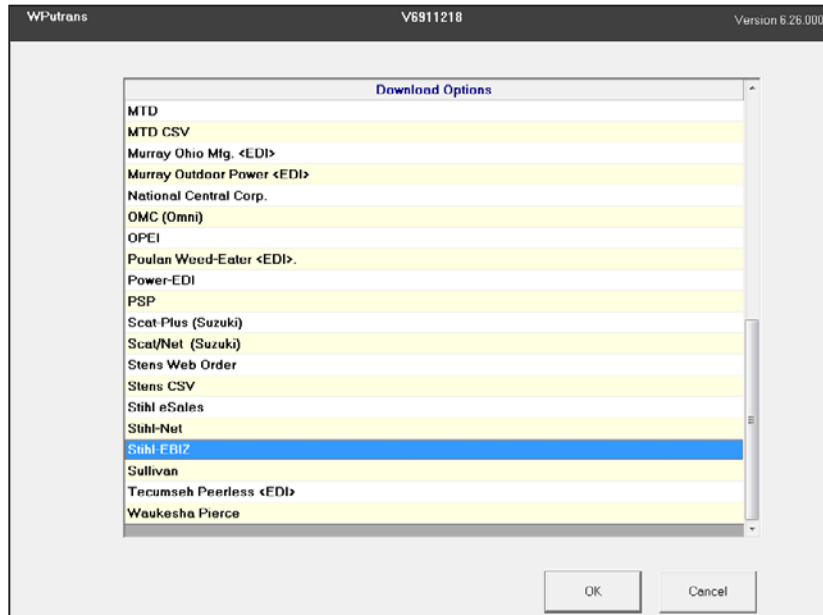 WPutrans V6911218 Version 6.26.000
Download Options
MTD
MTD CSV
Murray Ohio Mfg. <EDI>
Murray Outdoor Power <EDI>
National Central Corp.
OMC (Omni)
OPEI
Poulan Weed-Eater <EDI>.
Power-EDI
PSP
Scat-Plus (Suzuki)
Scat/Net (Suzuki)
Stens Web Order
Stens CSV
Stihl eSales
Stihl-Net
Stihl-EBIZ
Sullivan
Tecumseh Peerless <EDI>
Waukesha Pierce
OK Cancel